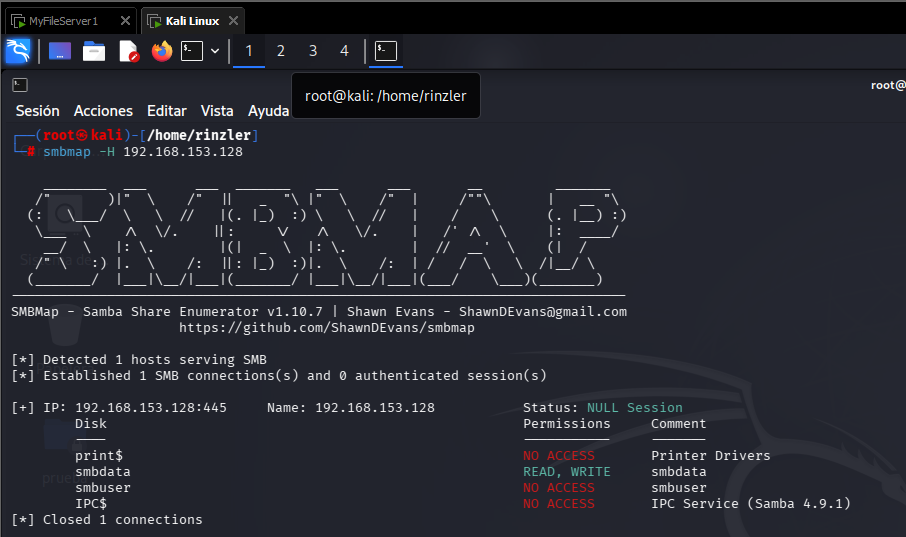 MyFileServer1 Kali Linux
1 2 3 4
root@kali: /home/rinzler
root@
Sesión Acciones Editar Vista Ayuda
┌──(root㉿kali)-[/home/rinzler]
└─# smbmap -H 192.168.153.128
SMBMAP
SMBMap - Samba Share Enumerator v1.10.7 | Shawn Evans - ShawnDEvans@gmail.com
https://github.com/ShawnDEvans/smbmap
[*] Detected 1 hosts serving SMB
[*] Established 1 SMB connections(s) and 0 authenticated session(s)
[+] IP: 192.168.153.128:445 Name: 192.168.153.128 Status: NULL Session
Disk Permissions Comment
---- ----------- -------
print$ NO ACCESS Printer Drivers
smbdata READ, WRITE smbdata
smbuser NO ACCESS smbuser
IPC$ NO ACCESS IPC Service (Samba 4.9.1)
[*] Closed 1 connections